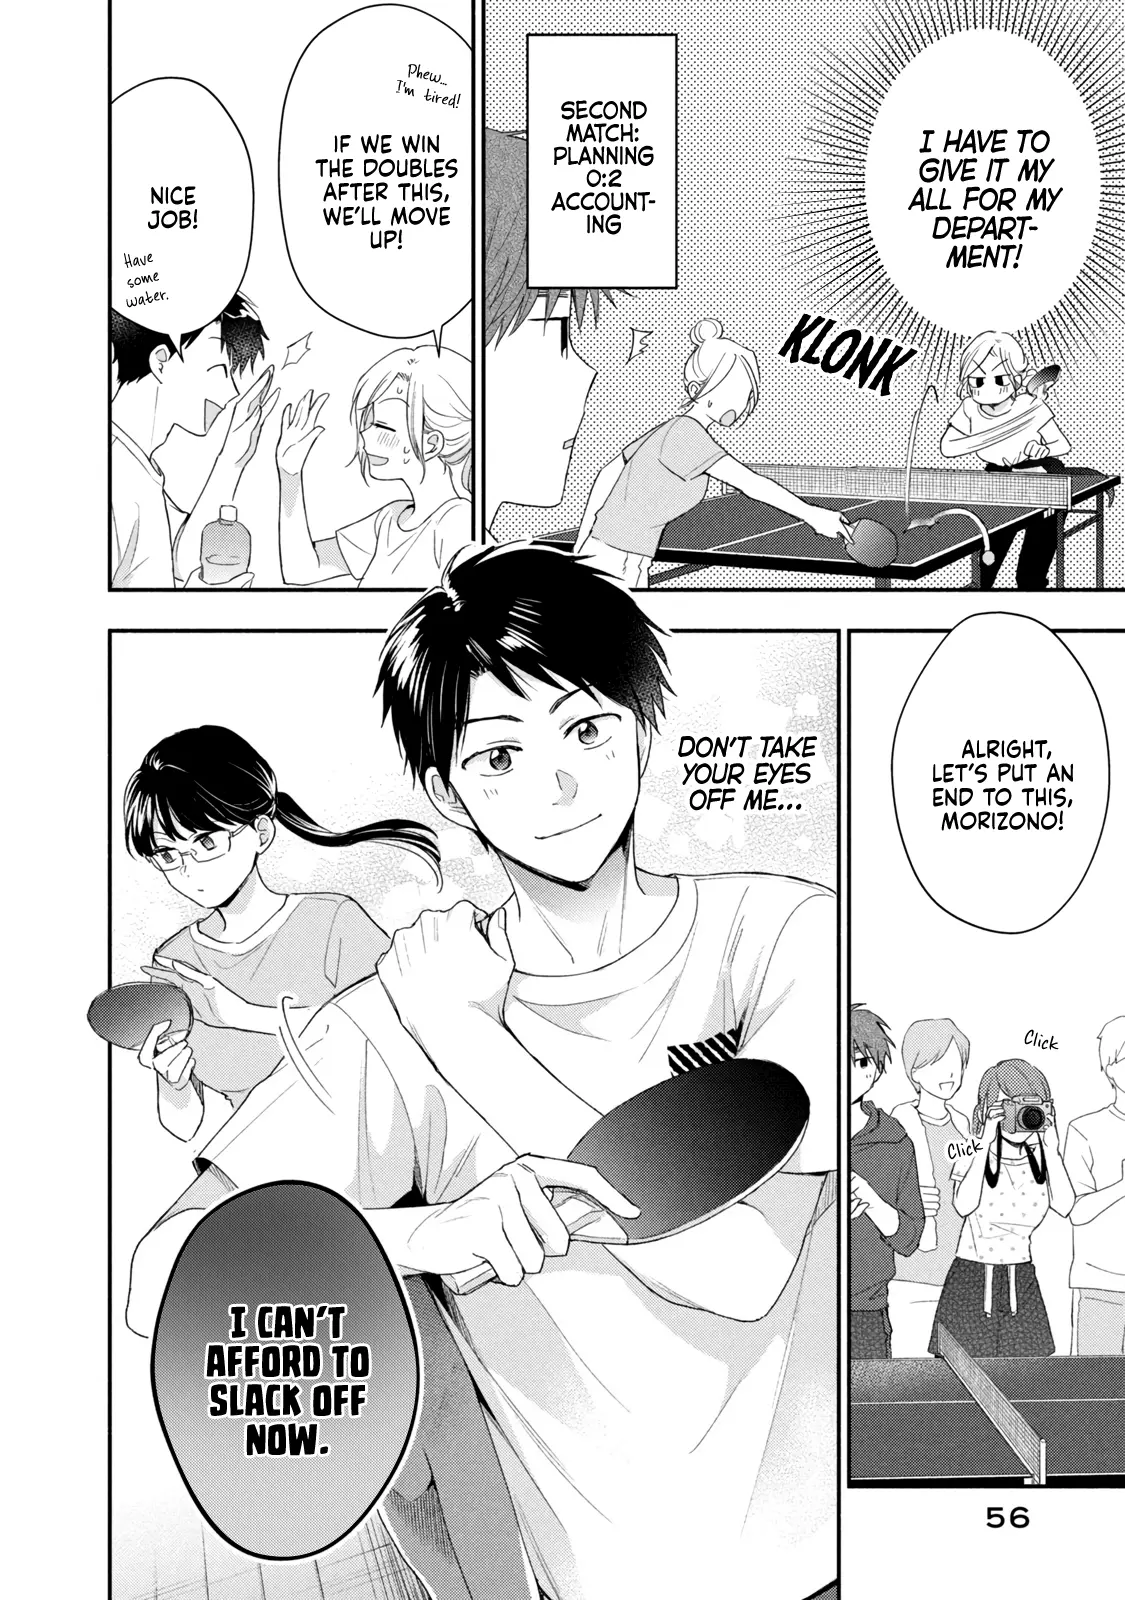 I HAVE TO
GIVE IT MY
ALL FOR MY
DEPART-
MENT!
KLONK
SECOND
MATCH:
PLANNING
0:2
ACCOUNT-
ING
Phew...
I'm tired!
IF WE WIN
THE DOUBLES
AFTER THIS,
WE'LL MOVE
UP!
NICE
JOB!
Have
some
water.
ALRIGHT,
LET'S PUT AN
END TO THIS,
MORIZONO!
Click
Click
DON'T TAKE
YOUR EYES
OFF ME...
I CAN'T
AFFORD TO
SLACK OFF
NOW.
56